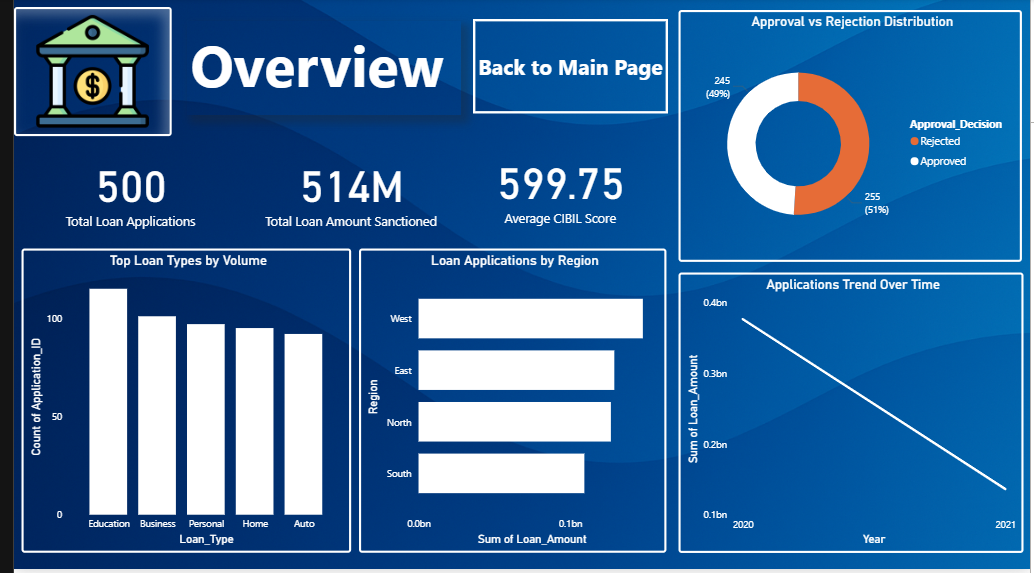 Overview
Back to Main Page
500
Total Loan Applications
514M
Total Loan Amount Sanctioned
599.75
Average CIBIL Score
Approval vs Rejection Distribution
245
(49%)
255
(51%)
Approval_Decision
Rejected
Approved
Top Loan Types by Volume
Count of Application_ID
100
50
0
Education Business Personal Home Auto
Loan_Type
Loan Applications by Region
Region
West
East
North
South
0.0bn 0.1bn
Sum of Loan_Amount
Applications Trend Over Time
Sum of Loan_Amount
0.4bn
0.3bn
0.2bn
0.1bn
2020 2021
Year